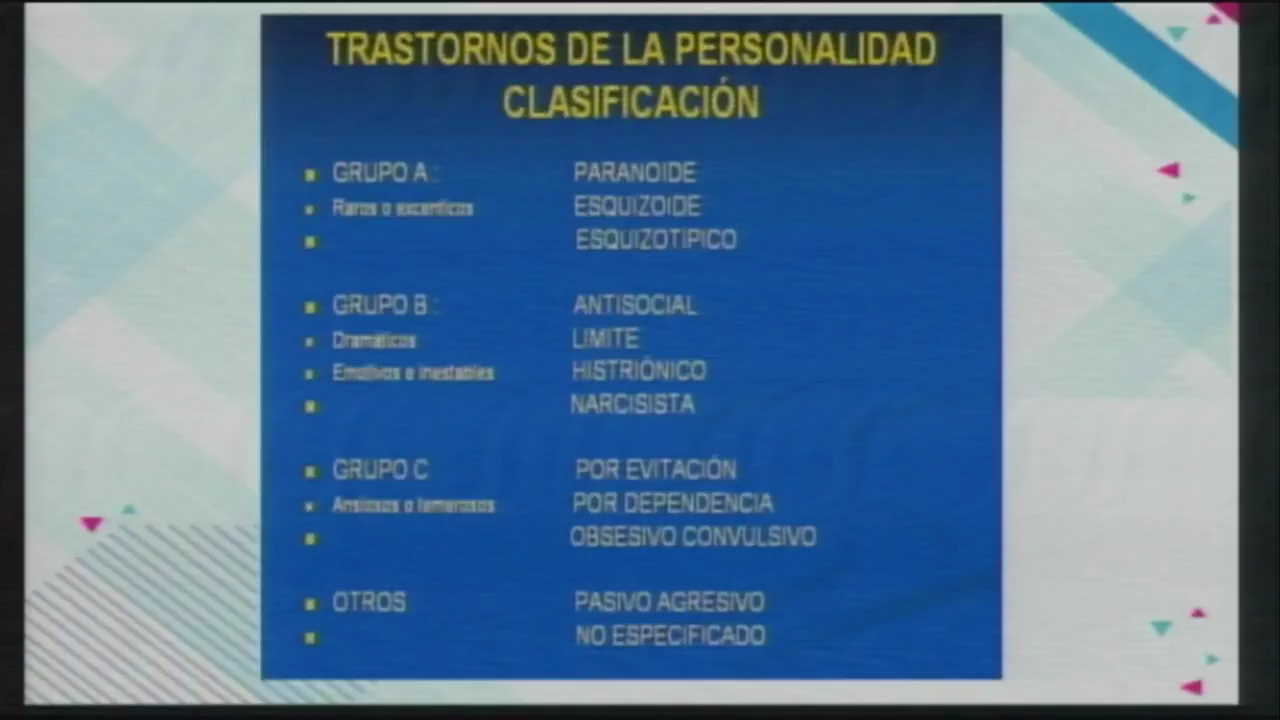 TRASTORNOS DE LA PERSONALIDAD
CLASIFICACIÓN
GRUPO A : PARANOIDE
Raros o excenticos ESQUIZOIDE
ESQUIZOTIPICO
GRUPO B : ANTISOCIAL
Dramáticos LIMITE
Emotivos e inestables HISTRIÓNICO
NARCISISTA
GRUPO C POR EVITACIÓN
Ansiosos o temerosos POR DEPENDENCIA
OBSESIVO CONVULSIVO
OTROS PASIVO AGRESIVO
NO ESPECIFICADO